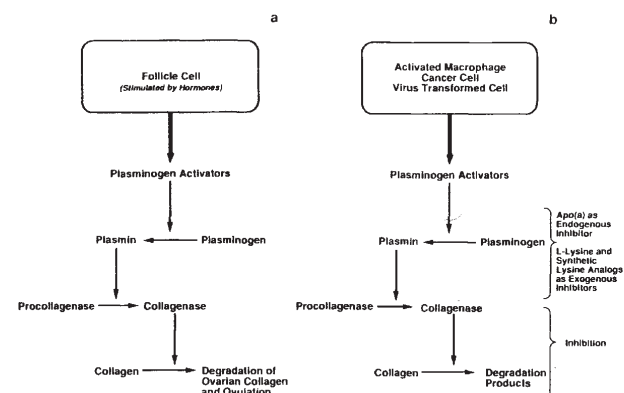 a
Follicle Cell
(Stimulated by Hormones)
Plasminogen Activators
Plasmin
Plasminogen
Procollagenase
Collagenase
Collagen
Degradation of
Ovarian Collagen
and Ovulation
b
Activated Macrophage
Cancer Cell
Virus Transformed Cell
Plasminogen Activators
Plasmin
Plasminogen
Apo(a) as
Endogenous
Inhibitor
L-Lysine and
Synthetic
Lysine Analogs
as Exogenous
Inhibitors
Procollagenase
Collagenase
Inhibition
Collagen
Degradation
Products